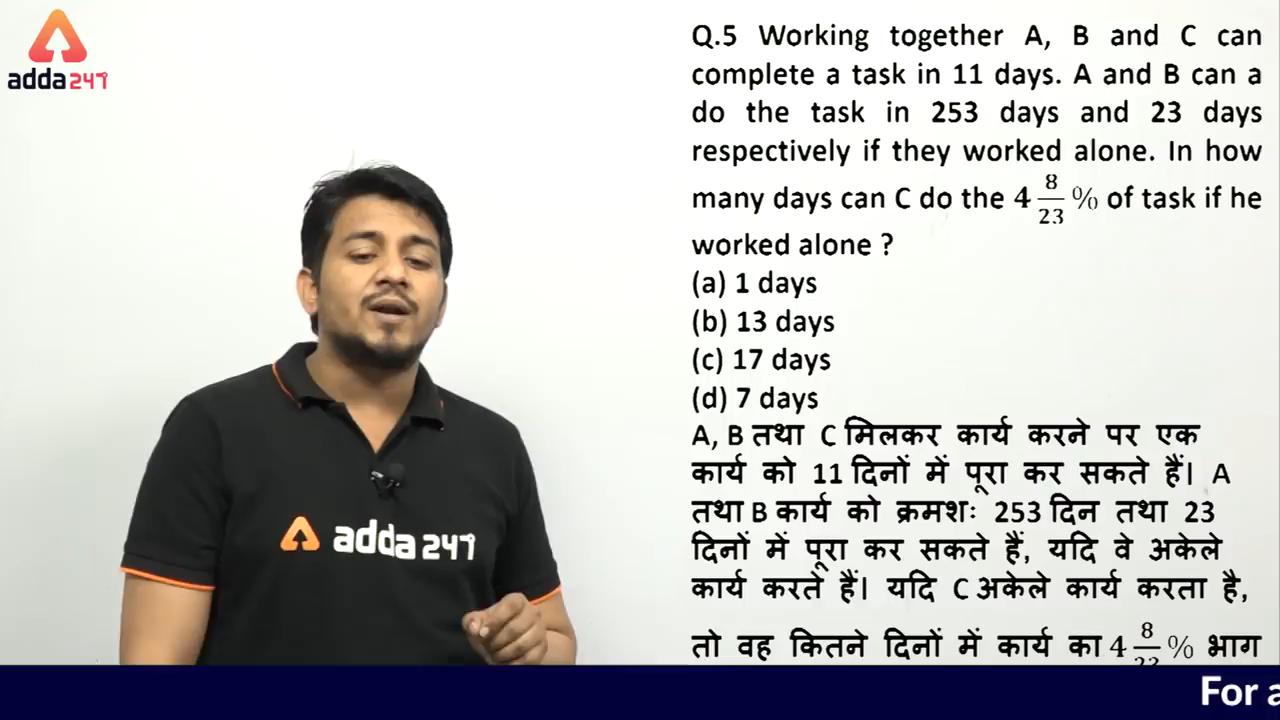 adda247
Q.5 Working together A, B and C can
complete a task in 11 days. A and B can a
do the task in 253 days and 23 days
respectively if they worked alone. In how
many days can C do the 4 8/23 % of task if he
worked alone ?
(a) 1 days
(b) 13 days
(c) 17 days
(d) 7 days
A, B तथा C मिलकर कार्य करने पर एक
कार्य को 11 दिनों में पूरा कर सकते हैं। A
तथा B कार्य को क्रमशः 253 दिन तथा 23
दिनों में पूरा कर सकते हैं, यदि वे अकेले
कार्य करते हैं। यदि C अकेले कार्य करता है,
तो वह कितने दिनों में कार्य का 4 8/23 % भाग
adda247
For a